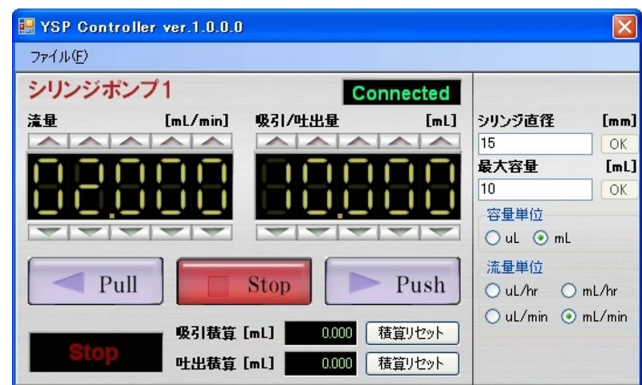 YSP Controller ver.1.0.0.0
ファイル(F)
シリンジポンプ1
Connected
流量 [mL/min]
02.000
吸引/吐出量 [mL]
10.000
Pull
Stop
Push
Stop
吸引積算 [mL] 0.000 積算リセット
吐出積算 [mL] 0.000 積算リセット
シリンジ直径 [mm]
15 OK
最大容量 [mL]
10 OK
容量単位
uL mL
流量単位
uL/hr mL/hr
uL/min mL/min